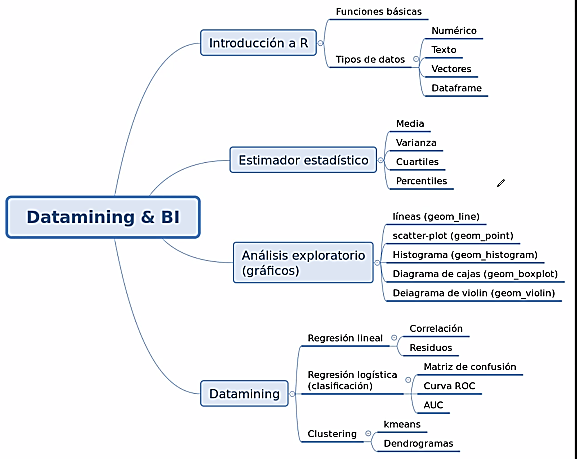 Datamining & BI
Introducción a R
Funciones básicas
Tipos de datos
Numérico
Texto
Vectores
Dataframe
Estimador estadístico
Media
Varianza
Cuartiles
Percentiles
Análisis exploratorio
(gráficos)
líneas (geom_line)
scatter-plot (geom_point)
Histograma (geom_histogram)
Diagrama de cajas (geom_boxplot)
Deiagrama de violin (geom_violin)
Datamining
Regresión lineal
Correlación
Residuos
Regresión logística
(clasificación)
Matriz de confusión
Curva ROC
AUC
Clustering
kmeans
Dendrogramas